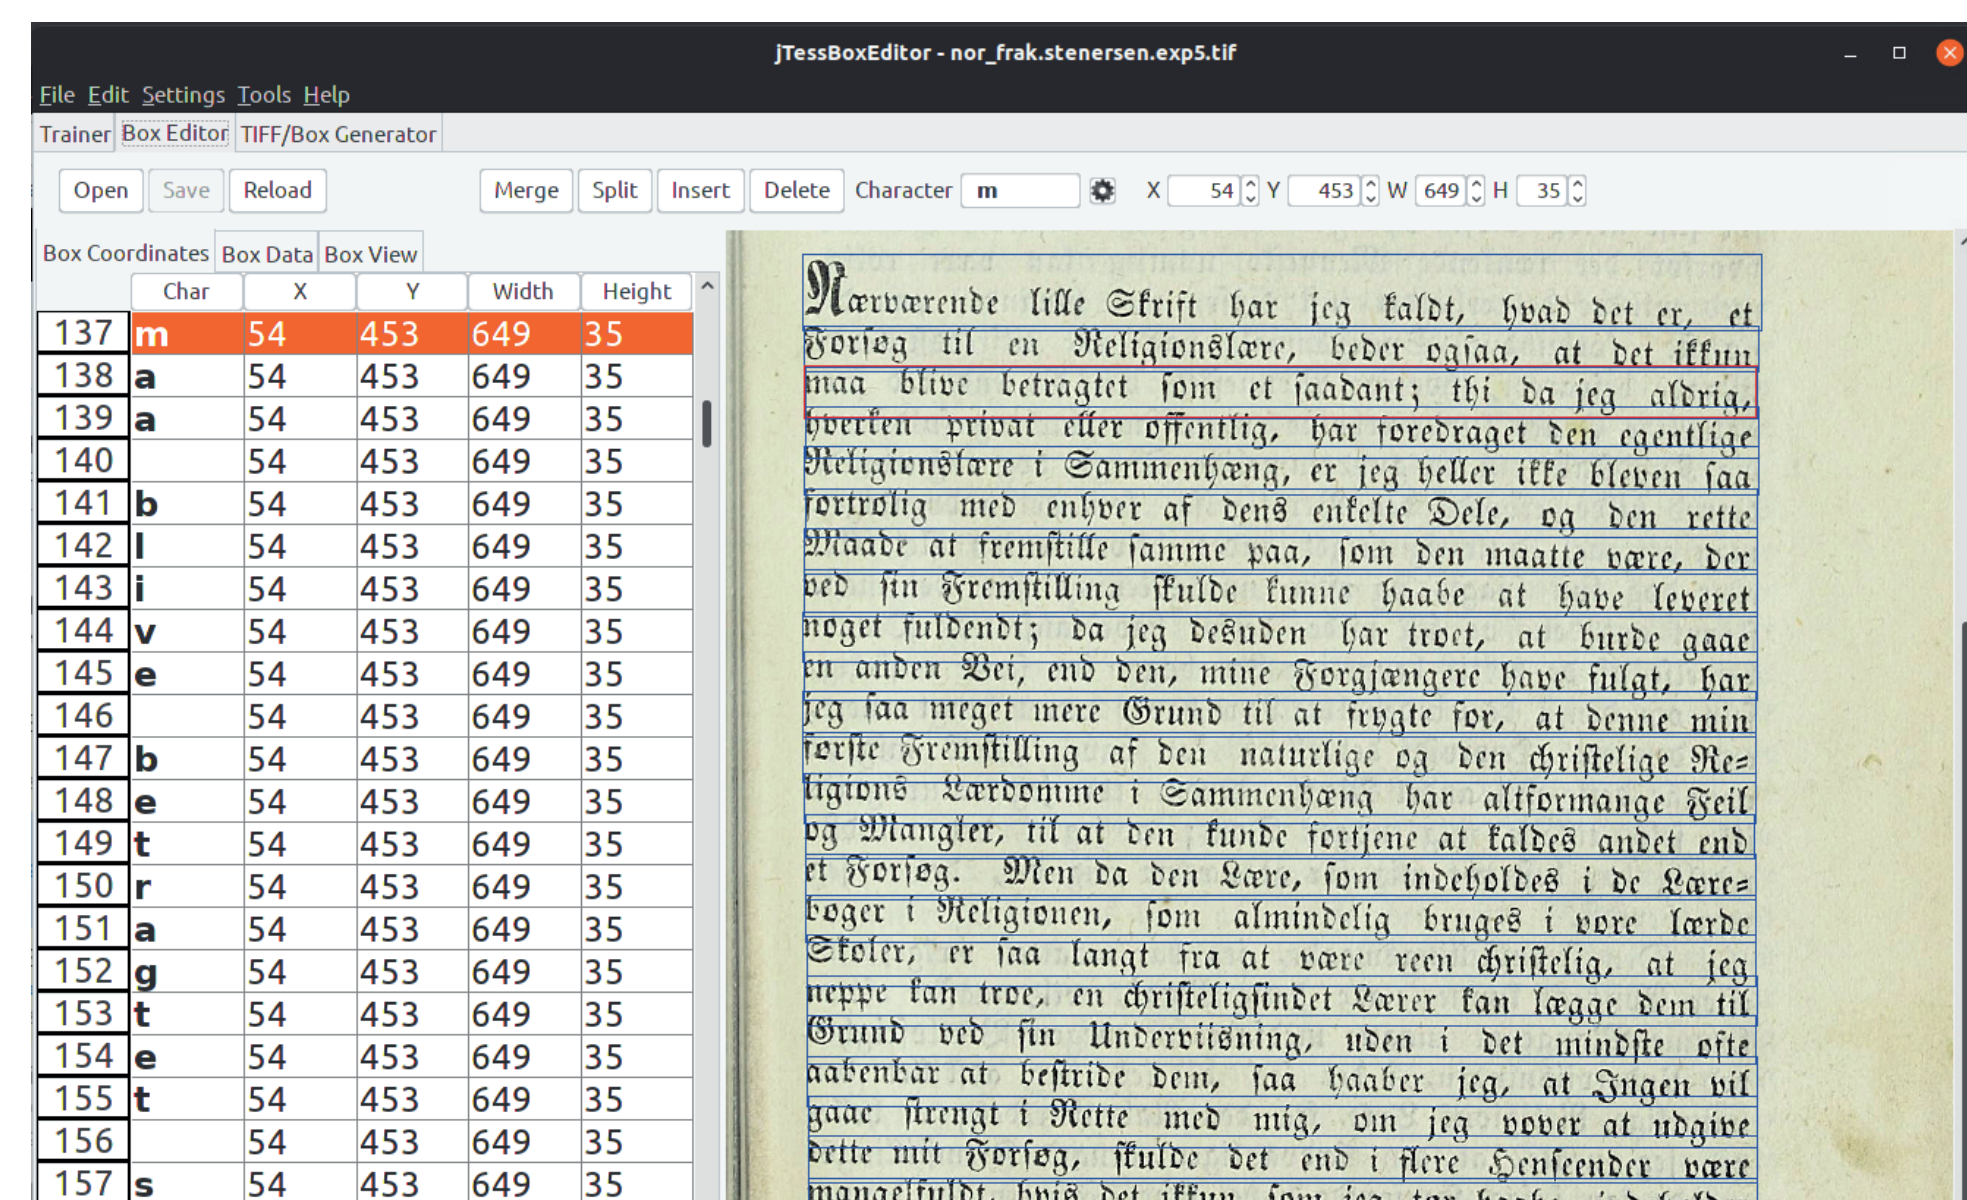 jTessBoxEditor - nor_frak.stenersen.exp5.tif
File Edit Settings Tools Help
Trainer Box Editor TIFF/Box Generator
Open Save Reload Merge Split Insert Delete Character m X 54 Y 453 W 649 H 35
Box Coordinates Box Data Box View
Char X Y Width Height
137 m 54 453 649 35
138 a 54 453 649 35
139 a 54 453 649 35
140 54 453 649 35
141 b 54 453 649 35
142 l 54 453 649 35
143 i 54 453 649 35
144 v 54 453 649 35
145 e 54 453 649 35
146 54 453 649 35
147 b 54 453 649 35
148 e 54 453 649 35
149 t 54 453 649 35
150 r 54 453 649 35
151 a 54 453 649 35
152 g 54 453 649 35
153 t 54 453 649 35
154 e 54 453 649 35
155 t 54 453 649 35
156 54 453 649 35
157 s 54 453 649 35
Nærværende lille Skrift har jeg kaldt, hvad det er, et
Forsøg til en Religionslære, beder ogsaa, at det ikkun
maa blive betragtet som et saadant; thi da jeg aldrig,
hverken privat eller offentlig, har foredraget den egentlige
Religionslære i Sammenhæng, er jeg heller ikke bleven saa
fortrolig med enhver af dens enkelte Dele, og den rette
Maade at fremstille samme paa, som den maatte være, der
ved sin Fremstilling skulde kunne haabe at have leveret
noget fuldendt; da jeg desuden har troet, at burde gaae
en anden Vei, end den, mine Forgjængere have fulgt, har
jeg saa meget mere Grund til at frygte for, at denne min
første Fremstilling af den naturlige og den christelige Re=
ligions Lærdomme i Sammenhæng har altformange Feil
og Mangler, til at den kunde fortjene at kaldes andet end
et Forsøg. Men da den Lære, som indeholdes i de Lære=
bøger i Religionen, som almindelig bruges i vore lærde
Skoler, er saa langt fra at være reen christelig, at jeg
neppe kan troe, en christeligsindet Lærer kan lægge dem til
Grund ved sin Underviisning, uden i det mindste ofte
aabenbar at bestride dem, saa haaber jeg, at Ingen vil
gaae strengt i Rette med mig, om jeg vover at udgive
dette mit Forsøg, skulde det end i flere Henseender være
mangelfuldt, hvis det ikkun, som jeg tør haabe